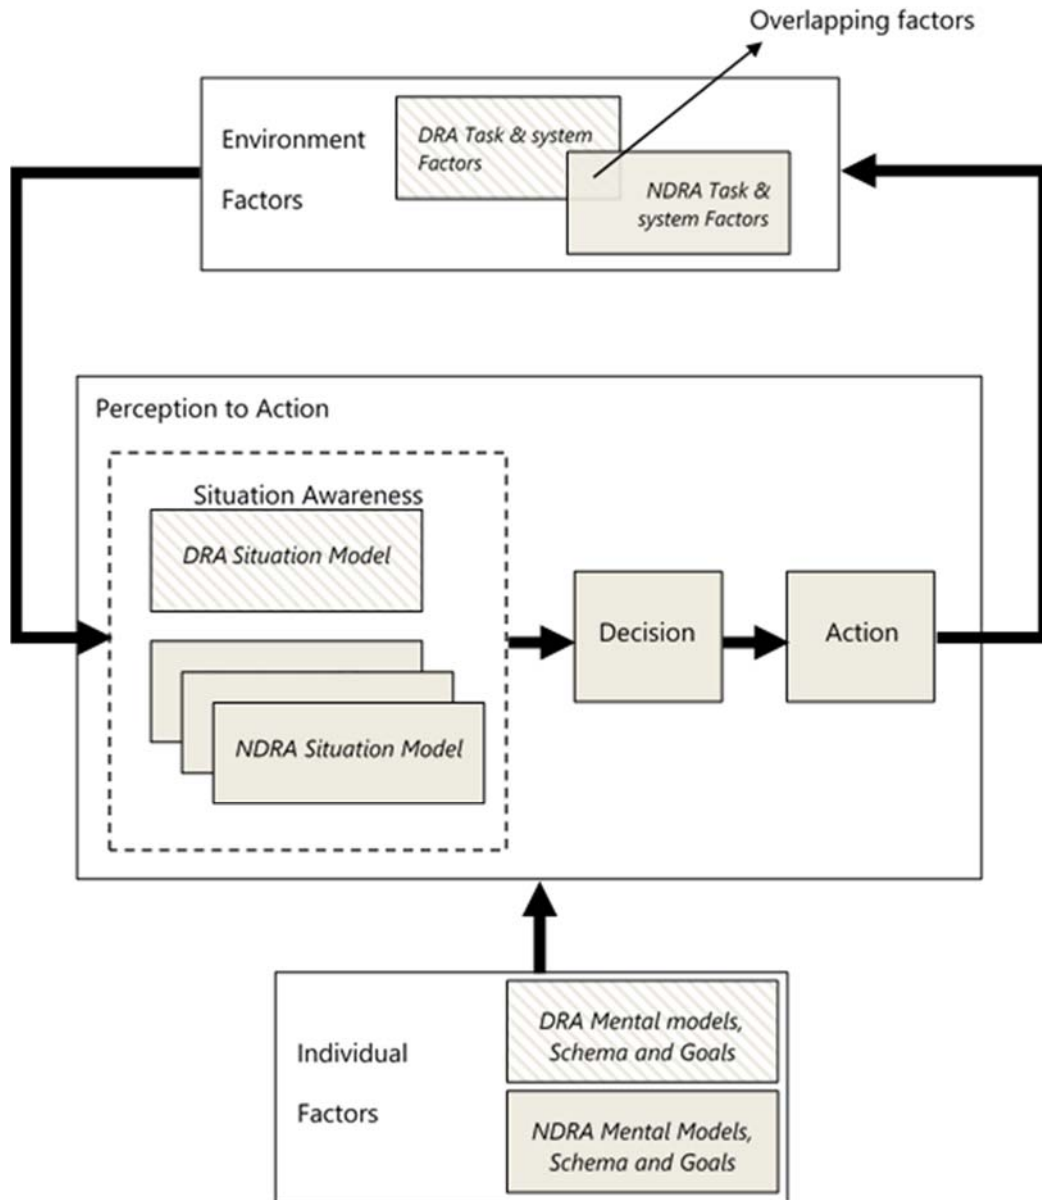 Overlapping factors
Environment
Factors
DRA Task & system
Factors
NDRA Task &
system Factors
Perception to Action
Situation Awareness
DRA Situation Model
NDRA Situation Model
Decision
Action
Individual
Factors
DRA Mental models,
Schema and Goals
NDRA Mental Models,
Schema and Goals